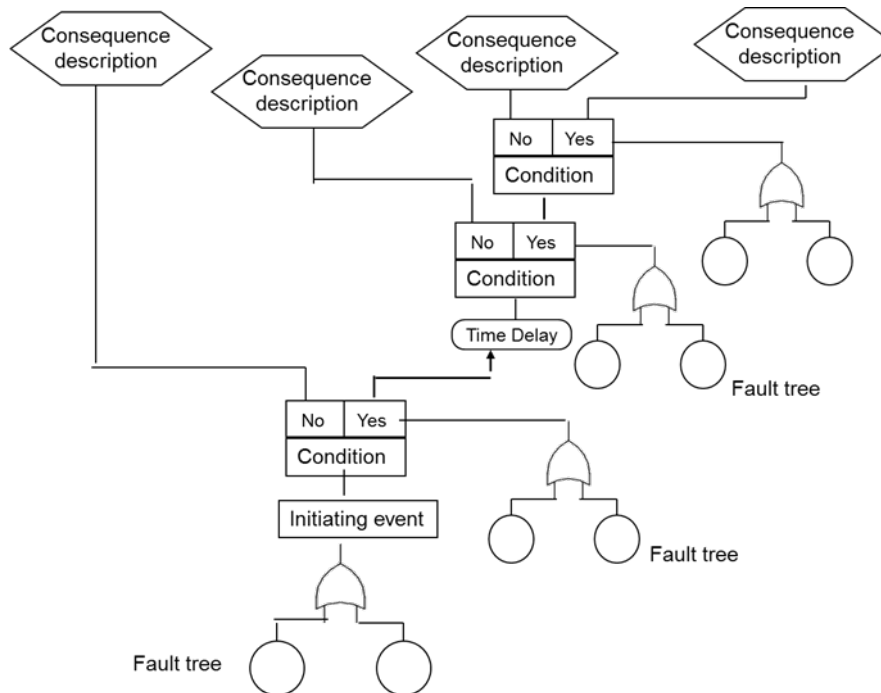 Consequence
description
Consequence
description
Consequence
description
Consequence
description
No Yes
Condition
No Yes
Condition
Time Delay
Fault tree
No Yes
Condition
Initiating event
Fault tree
Fault tree